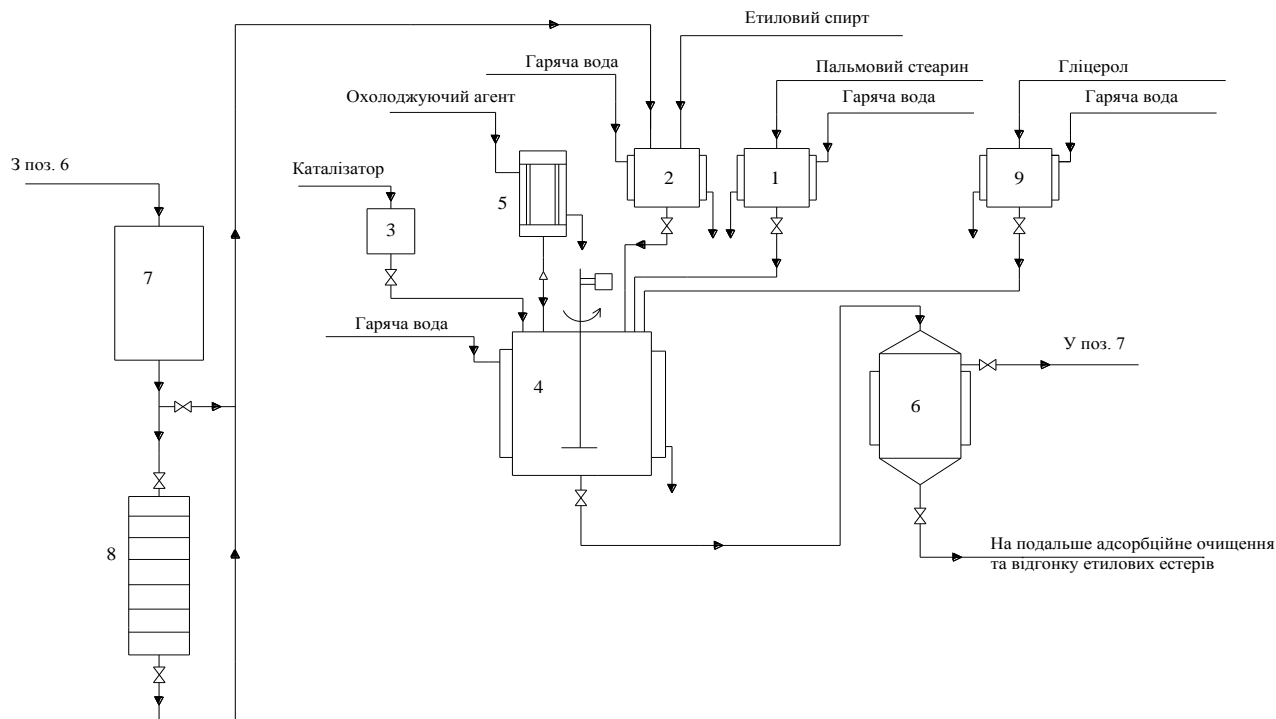 Етиловий спирт
Гаряча вода
Пальмовий стеарин
Гліцерол
Охолоджуючий агент
Гаряча вода
Гаряча вода
З поз. 6
Каталізатор
5
2
1
9
3
7
Гаряча вода
У поз. 7
4
6
8
На подальше адсорбційне очищення
та відгонку етилових естерів